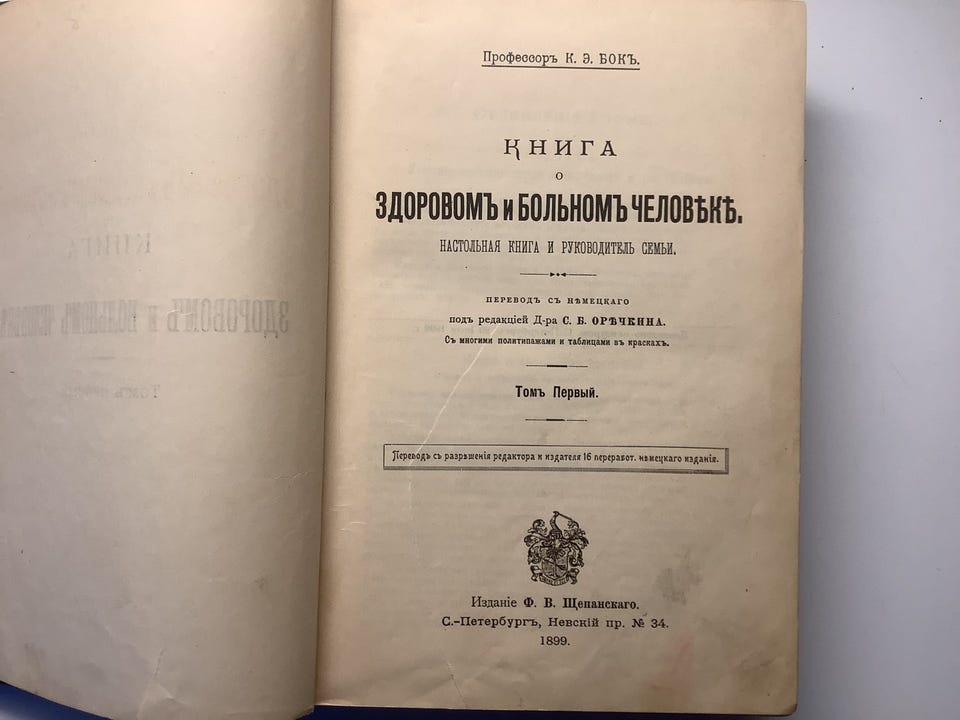 Профессоръ К. Э. БОКЪ.
КНИГА
о
ЗДОРОВОМЪ и БОЛЬНОМЪ ЧЕЛОВѢКѢ.
НАСТОЛЬНАЯ КНИГА И РУКОВОДИТЕЛЬ СЕМЬИ.
ПЕРЕВОДЪ СЪ НѢМЕЦКАГО
подъ редакціей Д-ра С. Б. ОРѢЧКИНА.
Съ многими политипажами и таблицами въ краскахъ.
Томъ Первый.
Переводъ съ разрѣшенія редактора и издателя 16 переработ. нѣмецкаго изданія.
Изданіе Ф. В. Щепанскаго.
С.-Петербургъ, Невскій пр. № 34.
1899.